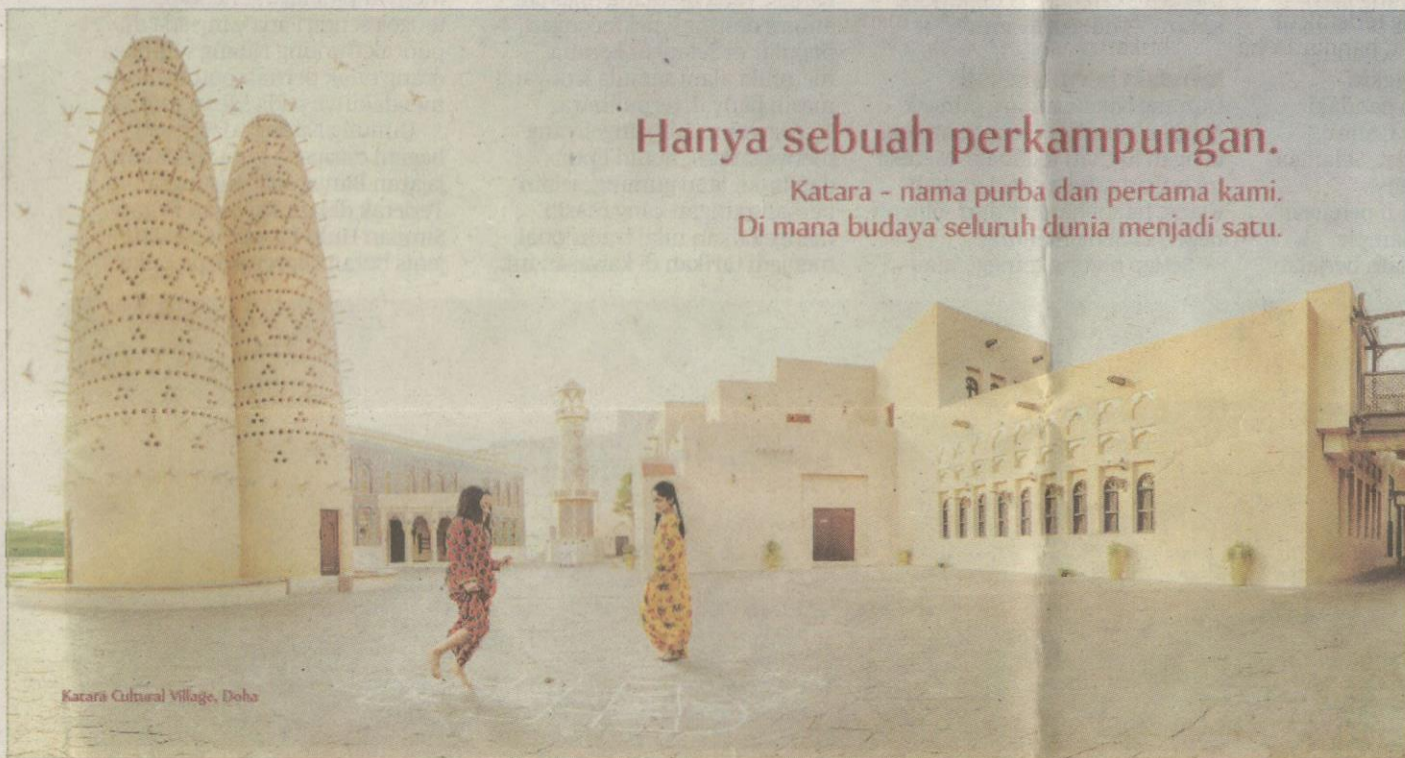 Hanya sebuah perkampungan.
Katara - nama purba dan pertama kami.
Di mana budaya seluruh dunia menjadi satu.
Katara Cultural Village, Doha